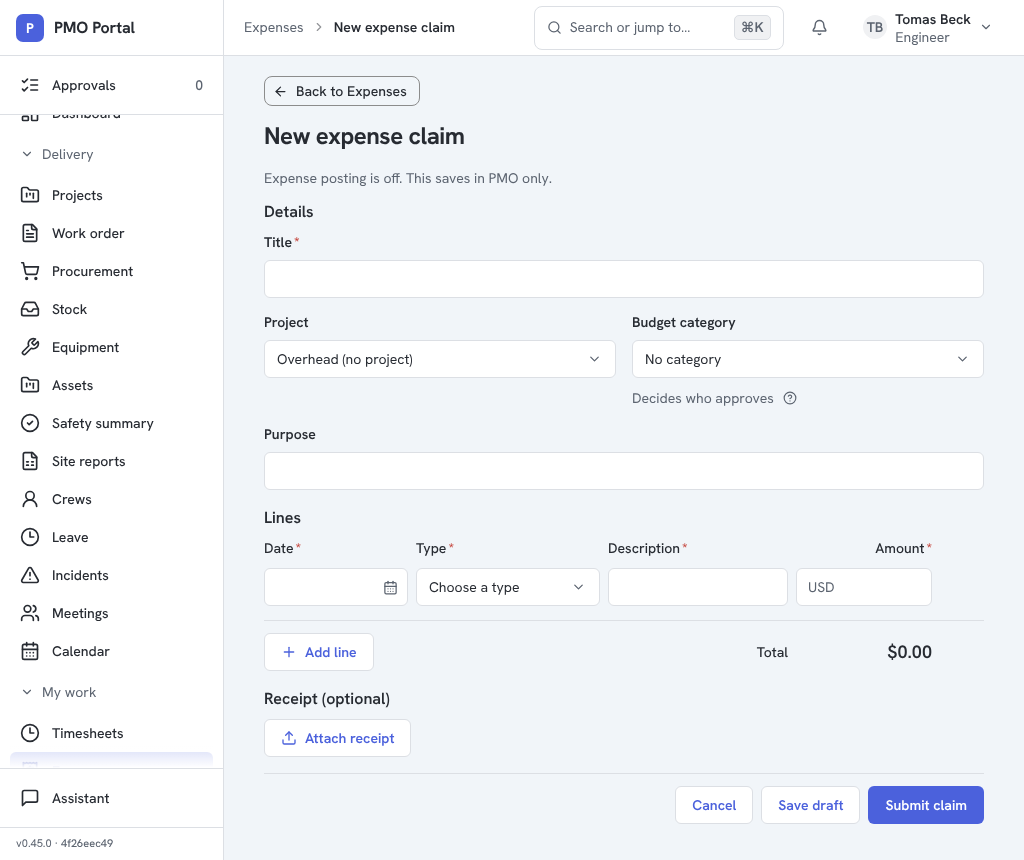 P PMO Portal
Expenses > New expense claim
Search or jump to... ⌘K
TB Tomas Beck
Engineer
Approvals 0
Dashboard
Delivery
Projects
Work order
Procurement
Stock
Equipment
Assets
Safety summary
Site reports
Crews
Leave
Incidents
Meetings
Calendar
My work
Timesheets
Assistant
v0.45.0 · 4f26eec49
Back to Expenses
New expense claim
Expense posting is off. This saves in PMO only.
Details
Title *
Project Budget category
Overhead (no project) No category
Decides who approves
Purpose
Lines
Date * Type * Description * Amount *
Choose a type USD
Add line Total $0.00
Receipt (optional)
Attach receipt
Cancel Save draft Submit claim